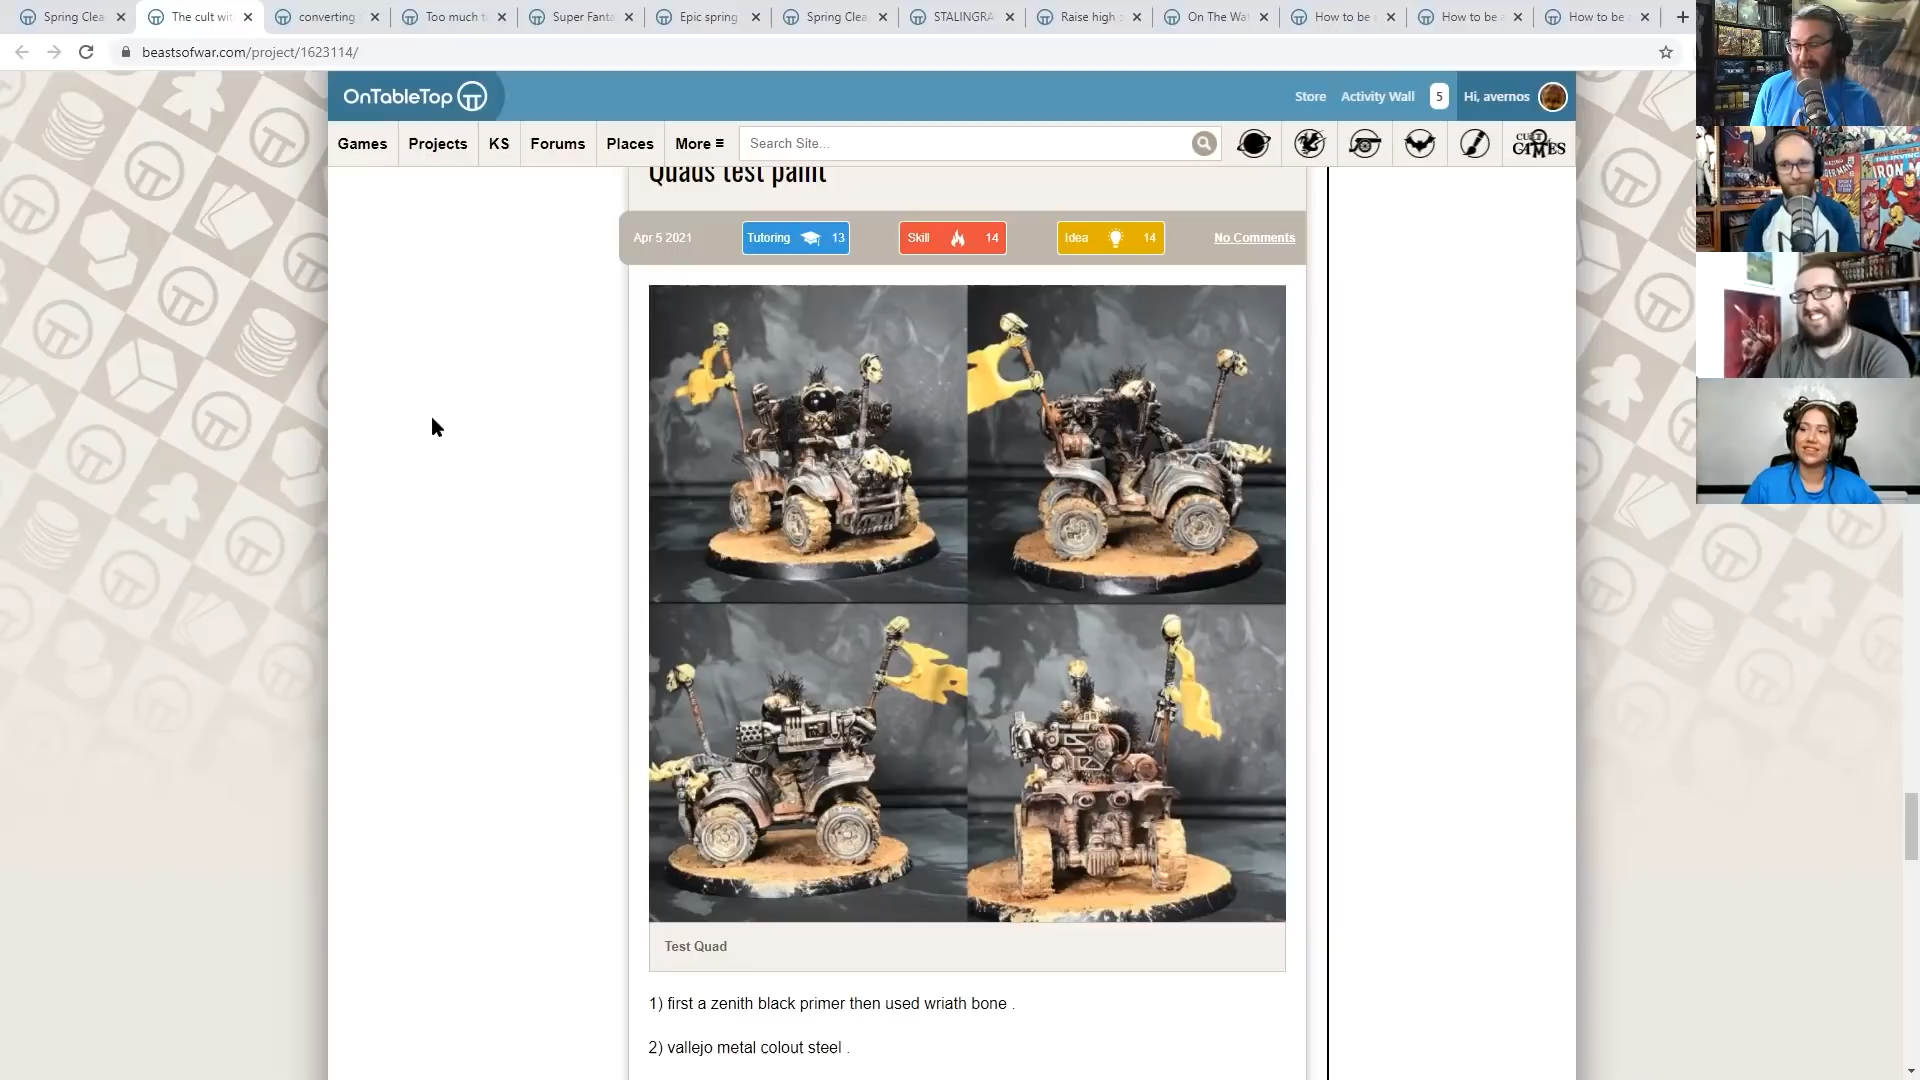 Spring Clea
The cult wit
converting
Too much t
Super Fanta
Epic spring
Spring Clea
STALINGRA
Raise high
On The Wa
How to be
How to be
How to be
beastsofwar.com/project/1623114/
OnTableTop
Store
Activity Wall
5
Hi, avernos
Games
Projects
KS
Forums
Places
More
Search Site...
CULT OF GAMES
Quads test paint
Apr 5 2021
Tutoring 13
Skill 14
Idea 14
No Comments
Test Quad
1) first a zenith black primer then used wriath bone .
2) vallejo metal colout steel .
IRON M